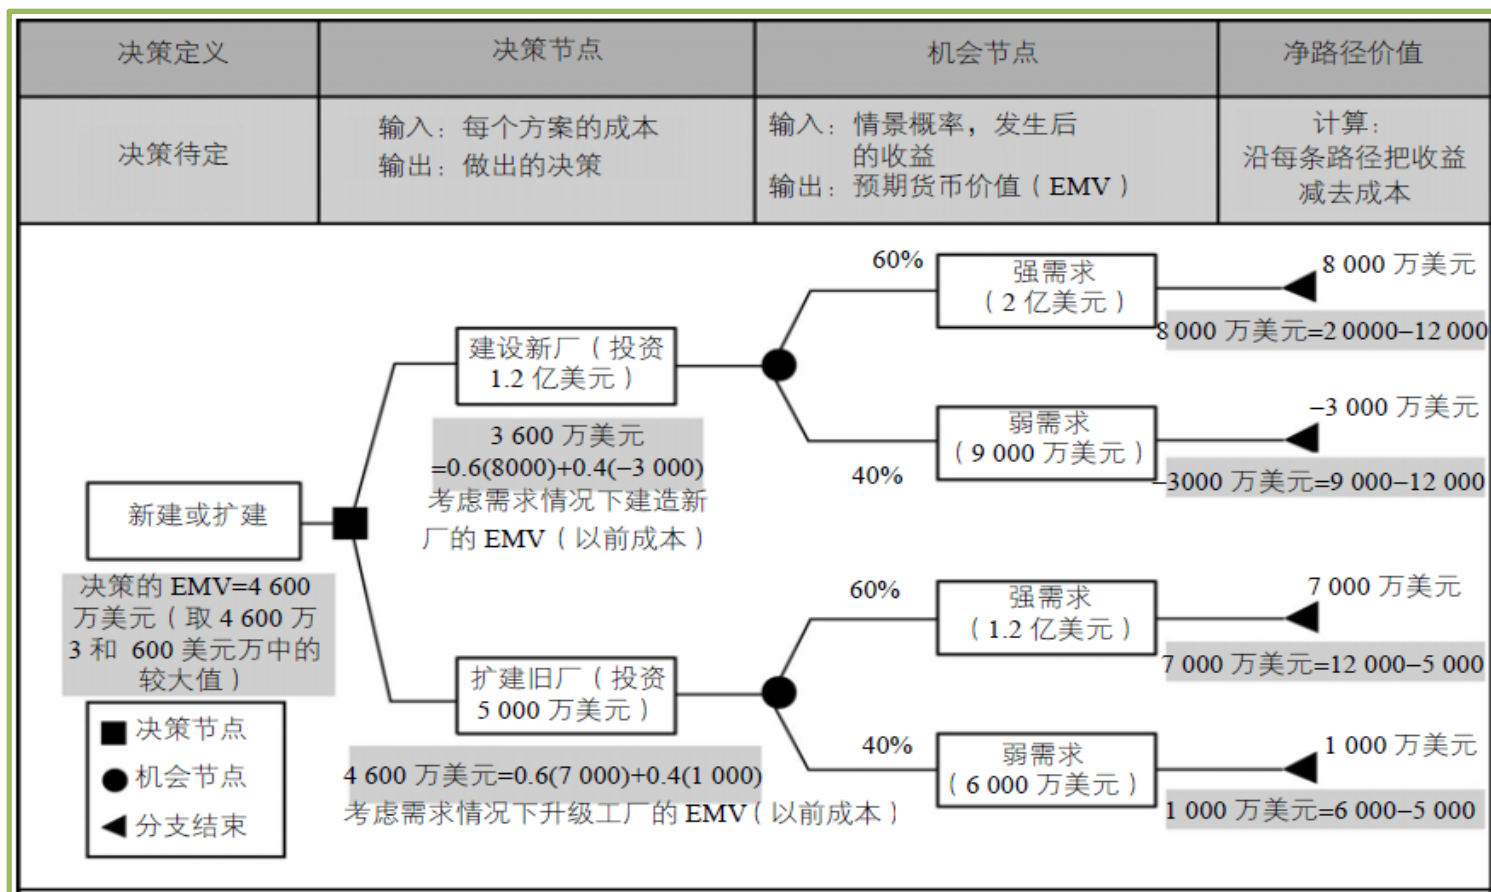 决策定义
决策节点
机会节点
净路径价值
决策待定
输入：每个方案的成本
输出：做出的决策
输入：情景概率，发生后
的收益
输出：预期货币价值（EMV）
计算：
沿每条路径把收益
减去成本
60%
强需求
（2 亿美元）
8 000 万美元
8 000 万美元=2 0000–12 000
建设新厂（投资
1.2 亿美元）
3 600 万美元
=0.6(8000)+0.4(–3 000)
考虑需求情况下建造新
厂的 EMV（以前成本）
40%
弱需求
（9 000 万美元）
–3 000 万美元
–3000 万美元=9 000–12 000
新建或扩建
决策的 EMV=4 600
万美元（取 4 600 万
3 和 600 美元万中的
较大值）
60%
强需求
（1.2 亿美元）
7 000 万美元
7 000 万美元=12 000–5 000
扩建旧厂（投资
5 000 万美元）
4 600 万美元=0.6(7 000)+0.4(1 000)
考虑需求情况下升级工厂的 EMV（以前成本）
40%
弱需求
（6 000 万美元）
1 000 万美元
1 000 万美元=6 000–5 000
决策节点
机会节点
分支结束